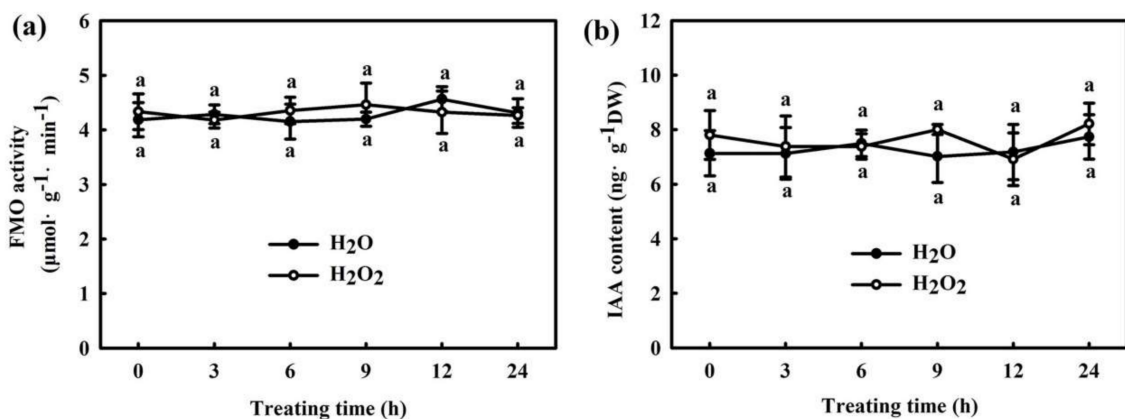 (a)
FMO activity
(μmol· g-1· min-1)
6
5
4
3
2
1
0
a a a a a a
a a a a a a
H2O
H2O2
0 3 6 9 12 24
Treating time (h)
(b)
IAA content (ng· g-1DW)
12
10
8
6
4
2
0
a a a a a a
a a a a a a
H2O
H2O2
0 3 6 9 12 24
Treating time (h)